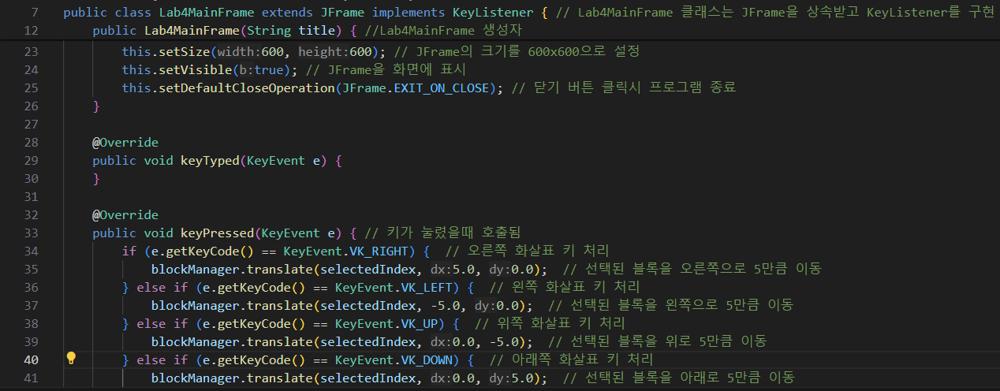 7 public class Lab4MainFrame extends JFrame implements KeyListener { // Lab4MainFrame 클래스는 JFrame을 상속받고 KeyListener를 구현
12 public Lab4MainFrame(String title) { //Lab4MainFrame 생성자
23 this.setSize(width:600, height:600); // JFrame의 크기를 600x600으로 설정
24 this.setVisible(b:true); // JFrame을 화면에 표시
25 this.setDefaultCloseOperation(JFrame.EXIT_ON_CLOSE); // 닫기 버튼 클릭시 프로그램 종료
26 }
27
28 @Override
29 public void keyTyped(KeyEvent e) {
30 }
31
32 @Override
33 public void keyPressed(KeyEvent e) { // 키가 눌렸을때 호출됨
34 if (e.getKeyCode() == KeyEvent.VK_RIGHT) { // 오른쪽 화살표 키 처리
35 blockManager.translate(selectedIndex, dx:5.0, dy:0.0); // 선택된 블록을 오른쪽으로 5만큼 이동
36 } else if (e.getKeyCode() == KeyEvent.VK_LEFT) { // 왼쪽 화살표 키 처리
37 blockManager.translate(selectedIndex, -5.0, dy:0.0); // 선택된 블록을 왼쪽으로 5만큼 이동
38 } else if (e.getKeyCode() == KeyEvent.VK_UP) { // 위쪽 화살표 키 처리
39 blockManager.translate(selectedIndex, dx:0.0, -5.0); // 선택된 블록을 위로 5만큼 이동
40 } else if (e.getKeyCode() == KeyEvent.VK_DOWN) { // 아래쪽 화살표 키 처리
41 blockManager.translate(selectedIndex, dx:0.0, dy:5.0); // 선택된 블록을 아래로 5만큼 이동